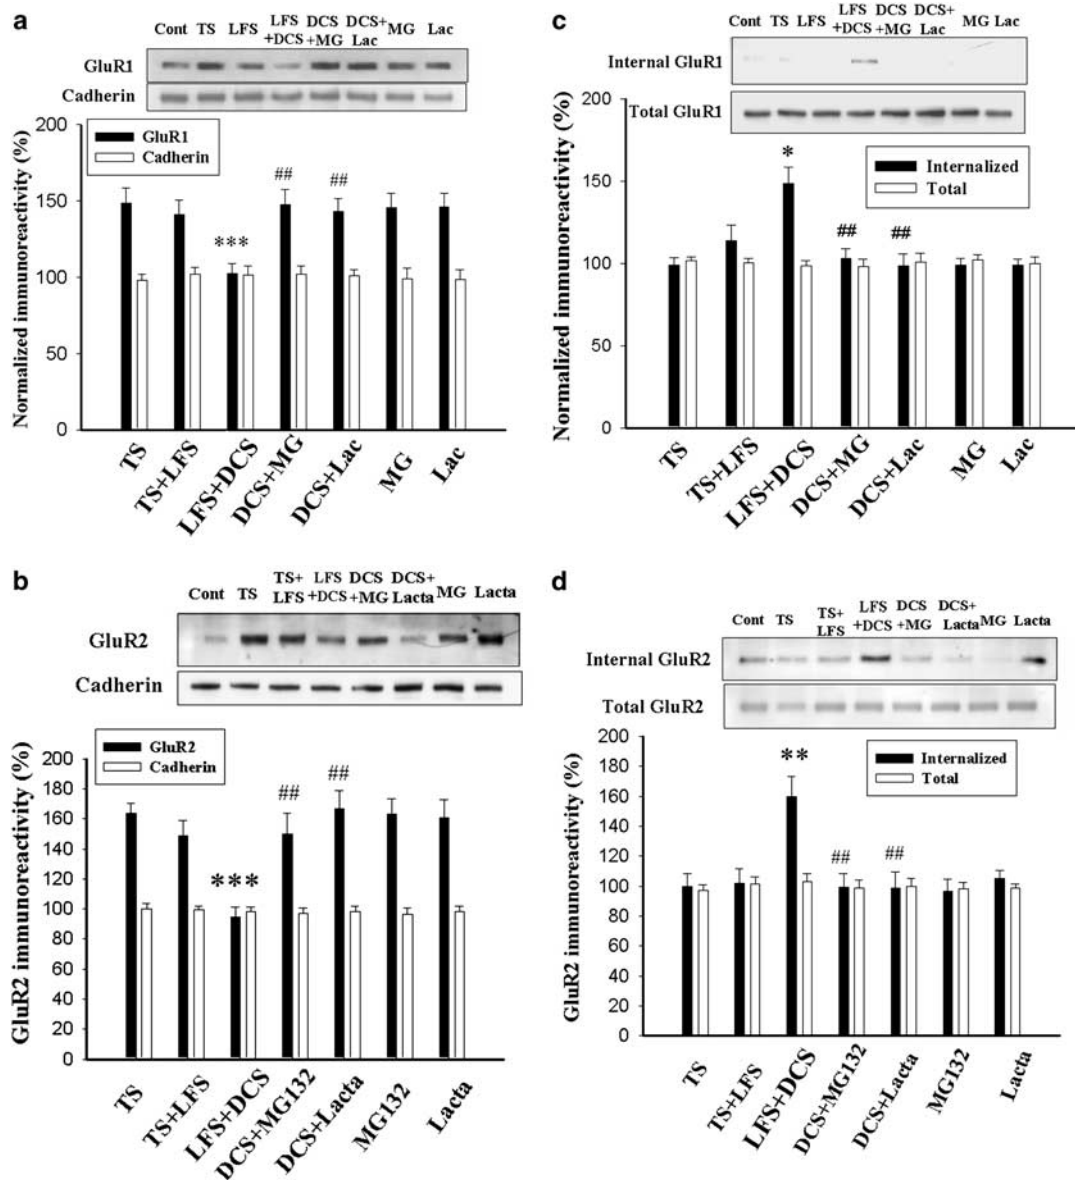 a
Cont TS LFS LFS +DCS DCS +MG DCS+ Lac MG Lac
GluR1
Cadherin
Normalized immunoreactivity (%)
200
150
100
50
0
GluR1
Cadherin
***
##
##
TS
TS+LFS
LFS+DCS
DCS+MG
DCS+Lac
MG
Lac
c
Cont TS LFS LFS +DCS DCS +MG DCS+ Lac MG Lac
Internal GluR1
Total GluR1
Normalized immunoreactivity (%)
200
150
100
50
0
Internalized
Total
*
##
##
TS
TS+LFS
LFS+DCS
DCS+MG
DCS+Lac
MG
Lac
b
Cont TS TS+ LFS LFS +DCS DCS +MG DCS+ Lacta MG Lacta
GluR2
Cadherin
GluR2 immunoreactivity (%)
200
180
160
140
120
100
80
60
40
20
0
GluR2
Cadherin
***
##
##
TS
TS+LFS
LFS+DCS
DCS+MG132
DCS+Lacta
MG132
Lacta
d
Cont TS TS+ LFS LFS +DCS DCS +MG DCS+ Lacta MG Lacta
Internal GluR2
Total GluR2
GluR2 immunoreactivity (%)
200
180
160
140
120
100
80
60
40
20
0
Internalized
Total
**
##
##
TS
TS+LFS
LFS+DCS
DCS+MG132
DCS+Lacta
MG132
Lacta